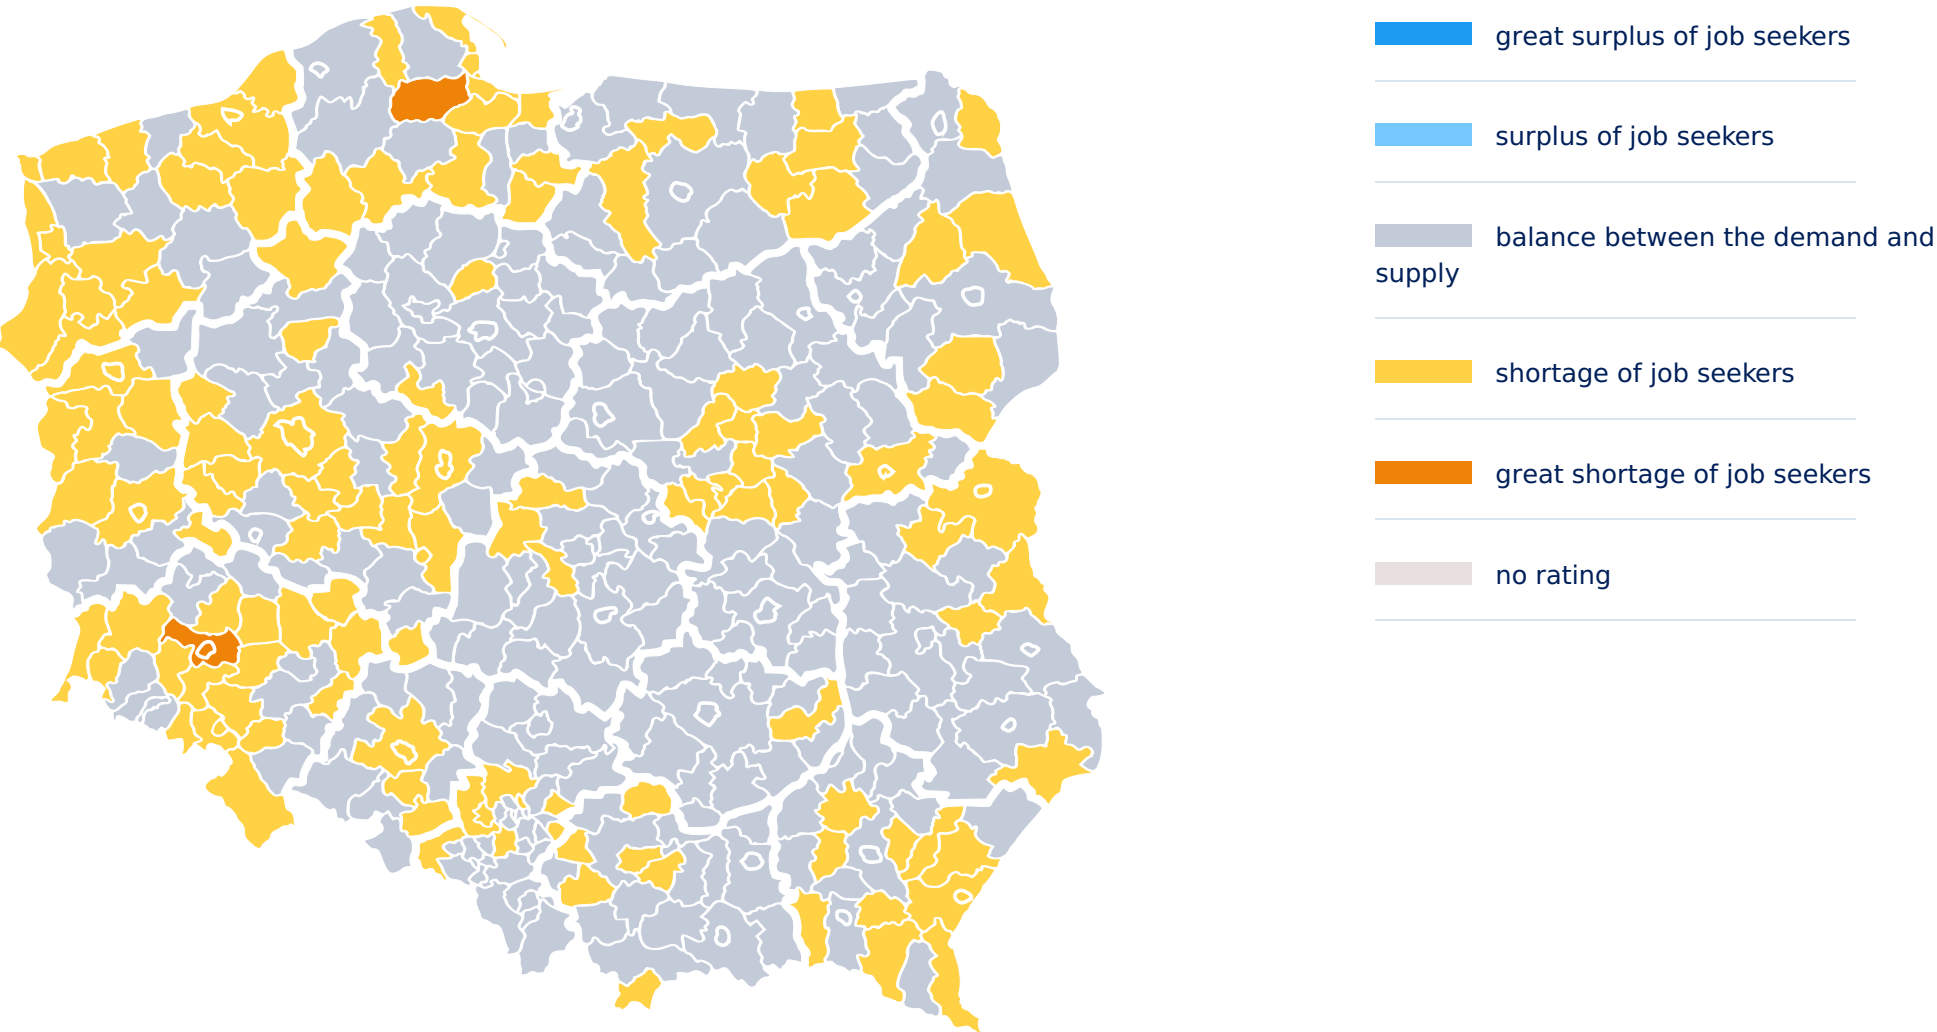 great surplus of job seekers
surplus of job seekers
balance between the demand and
supply
shortage of job seekers
great shortage of job seekers
no rating